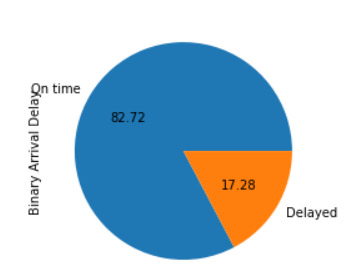 On time
Binary Arrival Delay
82.72
17.28
Delayed